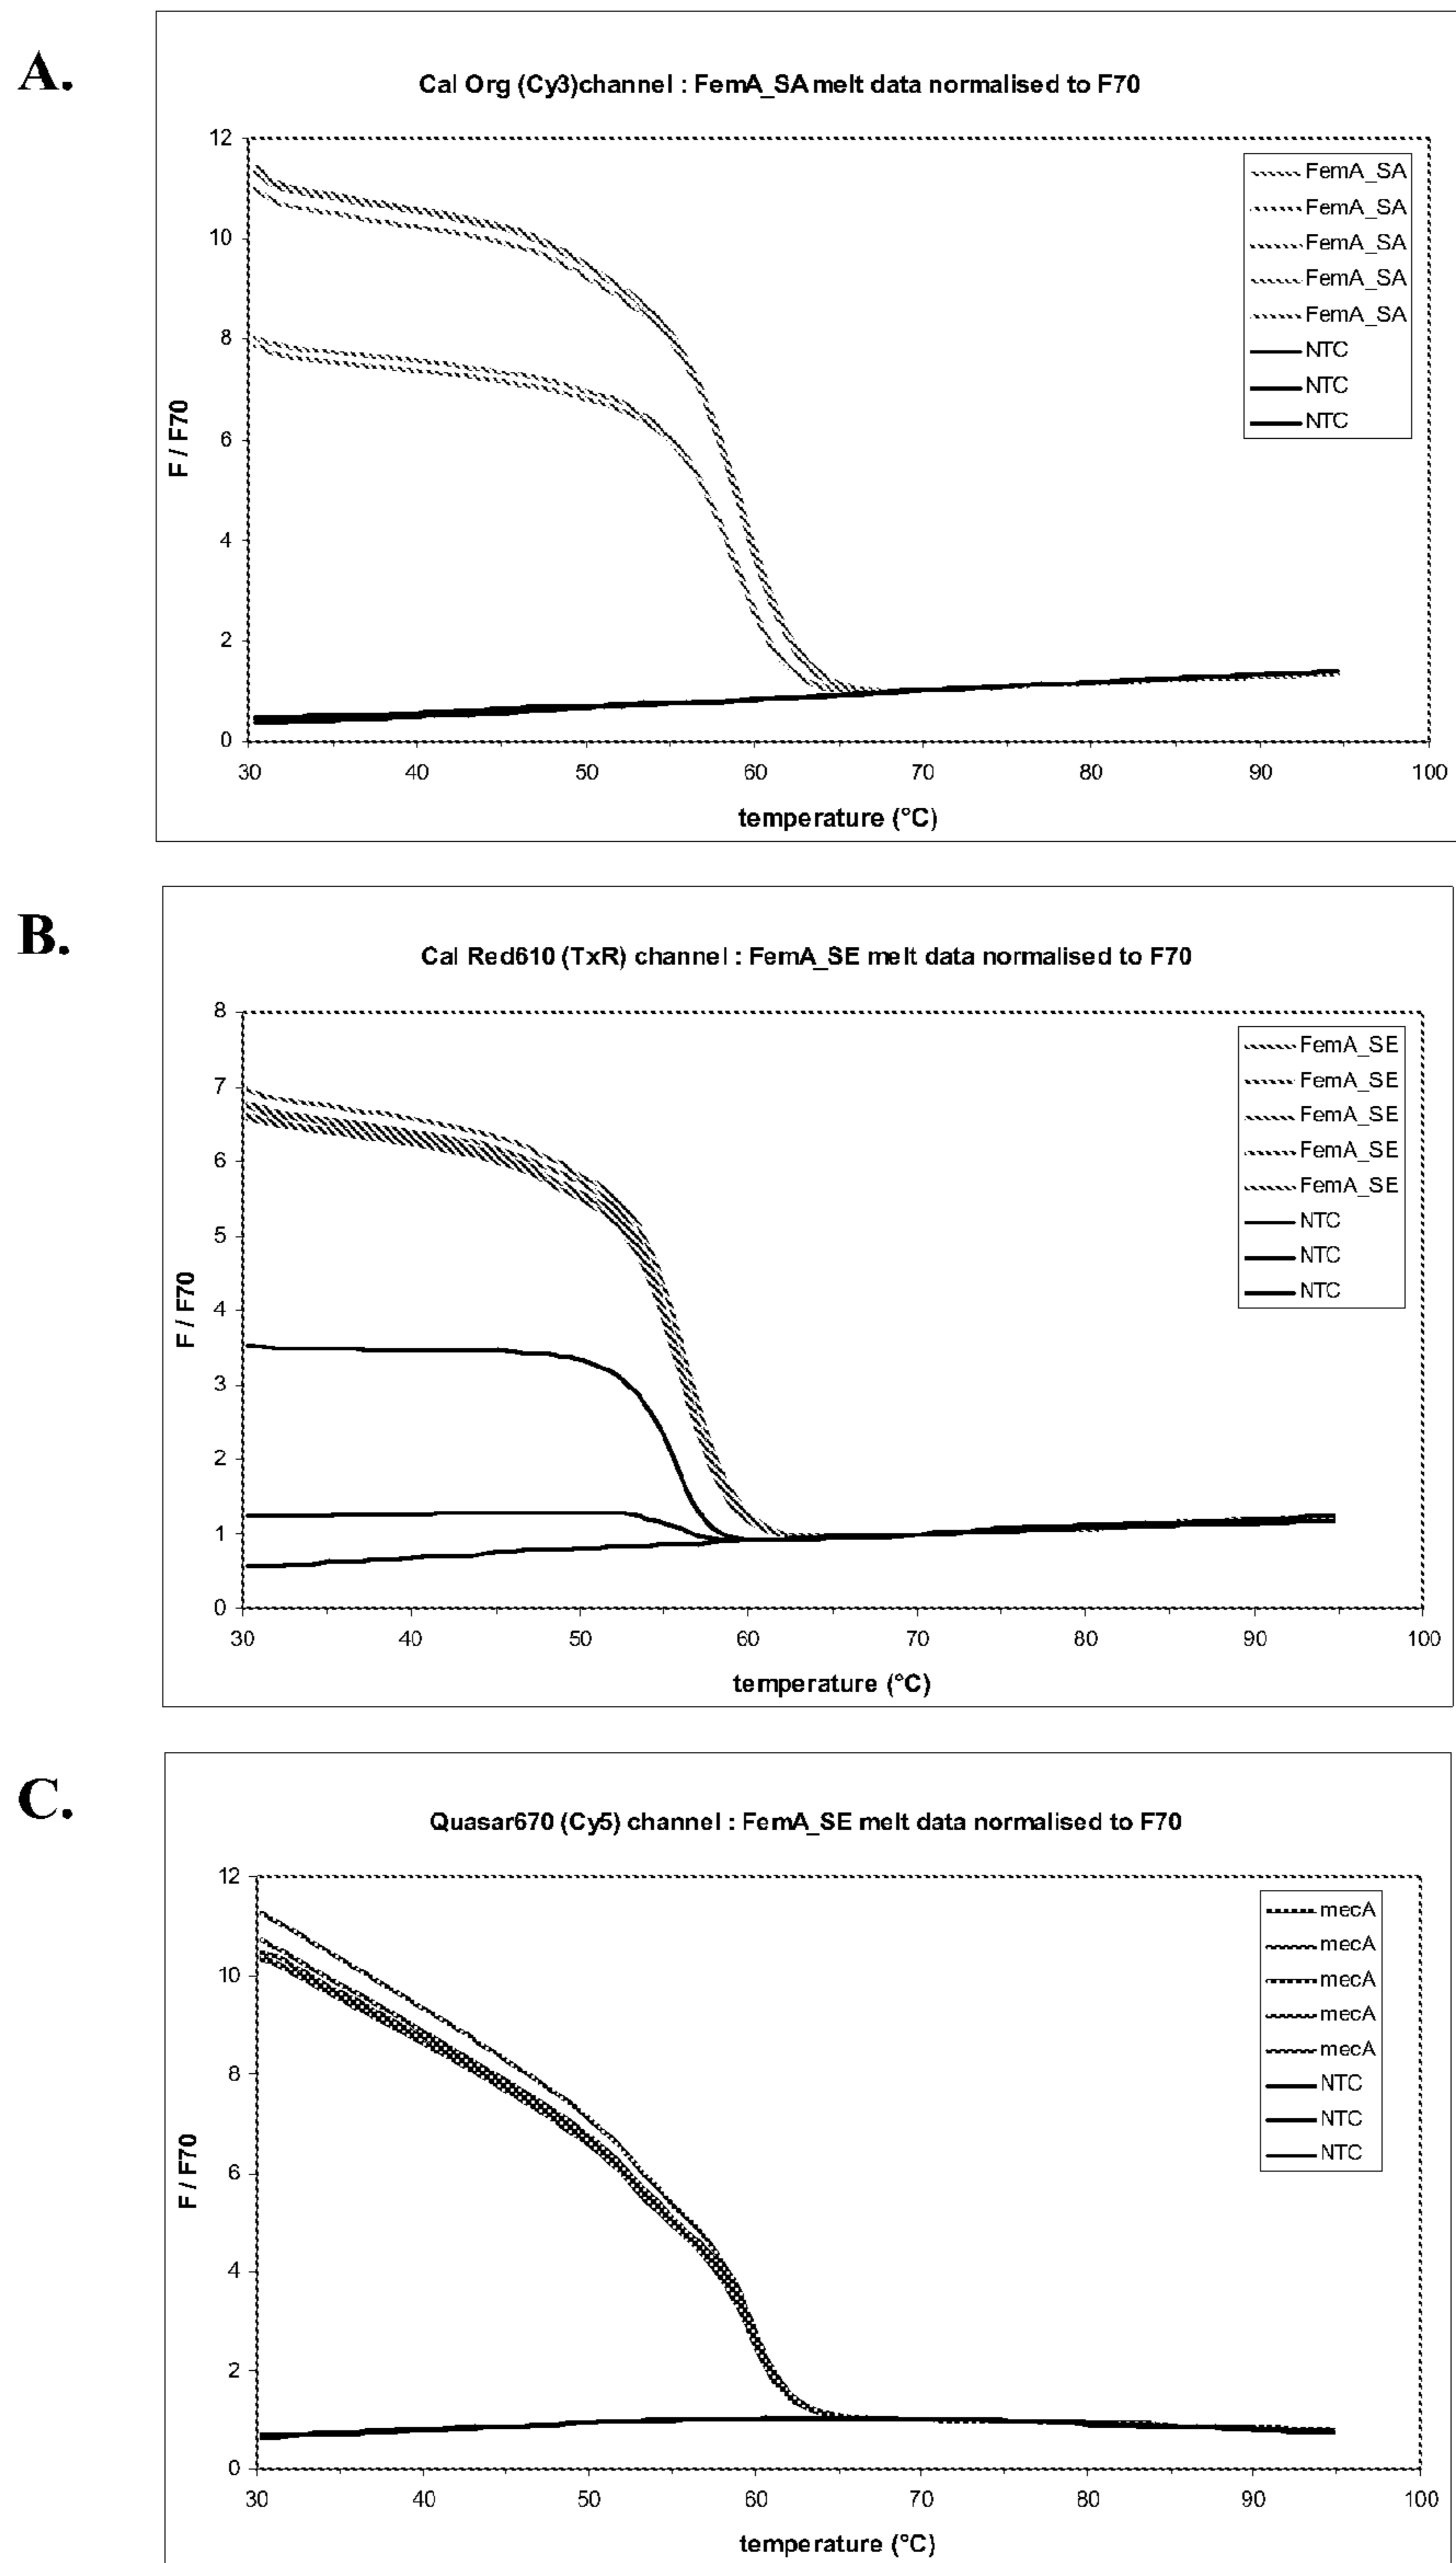 A.
Cal Org (Cy3)channel : FemA_SA melt data normalised to F70
12
10
8
6
4
2
0
F / F70
FemA_SA
FemA_SA
FemA_SA
FemA_SA
FemA_SA
NTC
NTC
NTC
30 40 50 60 70 80 90 100
temperature (°C)
B.
Cal Red610 (TxR) channel : FemA_SE melt data normalised to F70
8
7
6
5
4
3
2
1
0
F / F70
FemA_SE
FemA_SE
FemA_SE
FemA_SE
FemA_SE
NTC
NTC
NTC
30 40 50 60 70 80 90 100
temperature (°C)
C.
Quasar670 (Cy5) channel : FemA_SE melt data normalised to F70
12
10
8
6
4
2
0
F / F70
mecA
mecA
mecA
mecA
mecA
NTC
NTC
NTC
30 40 50 60 70 80 90 100
temperature (°C)